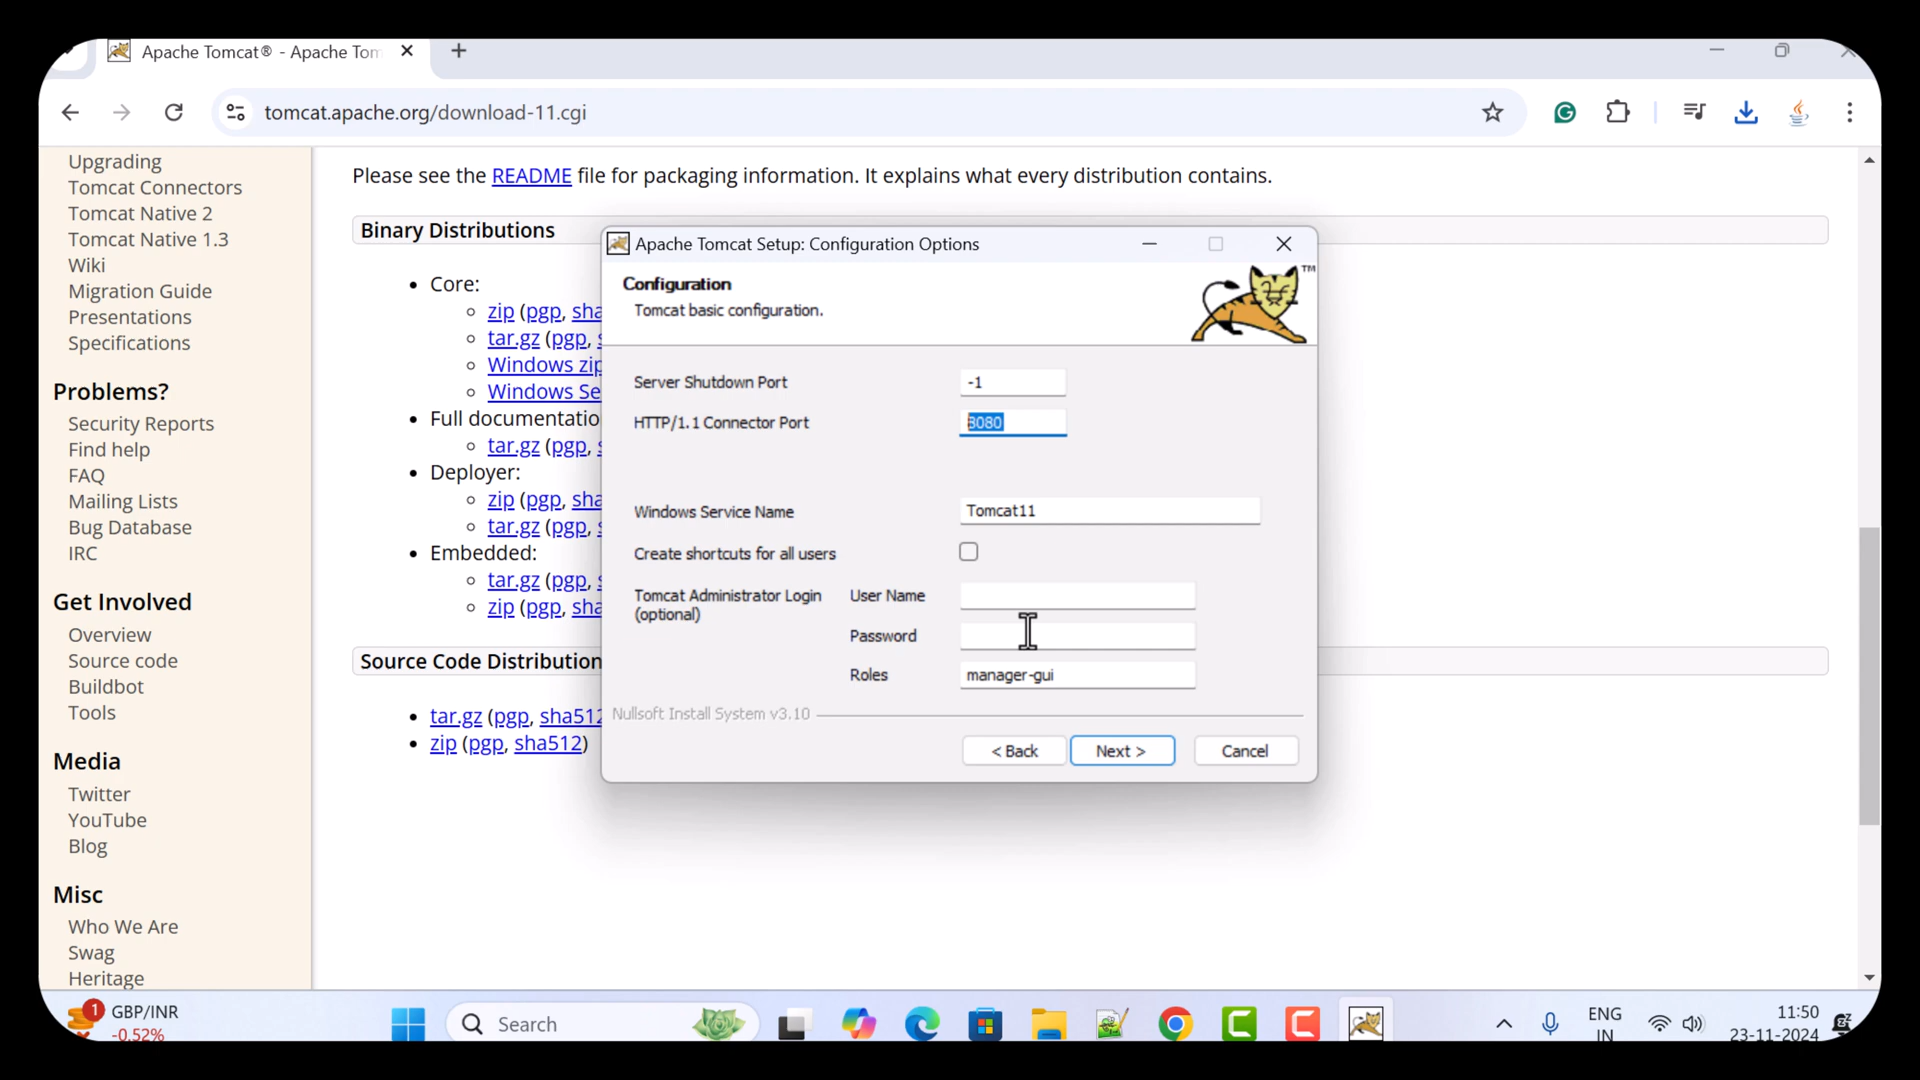 Apache Tomcat® - Apache Tom
tomcat.apache.org/download-11.cgi
Upgrading
Tomcat Connectors
Tomcat Native 2
Tomcat Native 1.3
Wiki
Migration Guide
Presentations
Specifications
Problems?
Security Reports
Find help
FAQ
Mailing Lists
Bug Database
IRC
Get Involved
Overview
Source code
Buildbot
Tools
Media
Twitter
YouTube
Blog
Misc
Who We Are
Swag
Heritage
Please see the README file for packaging information. It explains what every distribution contains.
Binary Distributions
Core:
zip (pgp, sha
tar.gz (pgp, s
Windows zip
Windows Se
Full documentatio
tar.gz (pgp, s
Deployer:
zip (pgp, sha
tar.gz (pgp, s
Embedded:
tar.gz (pgp, s
zip (pgp, sha
Source Code Distribution
tar.gz (pgp, sha512
zip (pgp, sha512)
Apache Tomcat Setup: Configuration Options
Configuration
Tomcat basic configuration.
TM
Server Shutdown Port -1
HTTP/1.1 Connector Port 8080
Windows Service Name Tomcat11
Create shortcuts for all users
Tomcat Administrator Login User Name
(optional)
Password
Roles manager-gui
Nullsoft Install System v3.10
< Back Next > Cancel
1 GBP/INR
-0.52%
Search
ENG
IN
11:50
23-11-2024